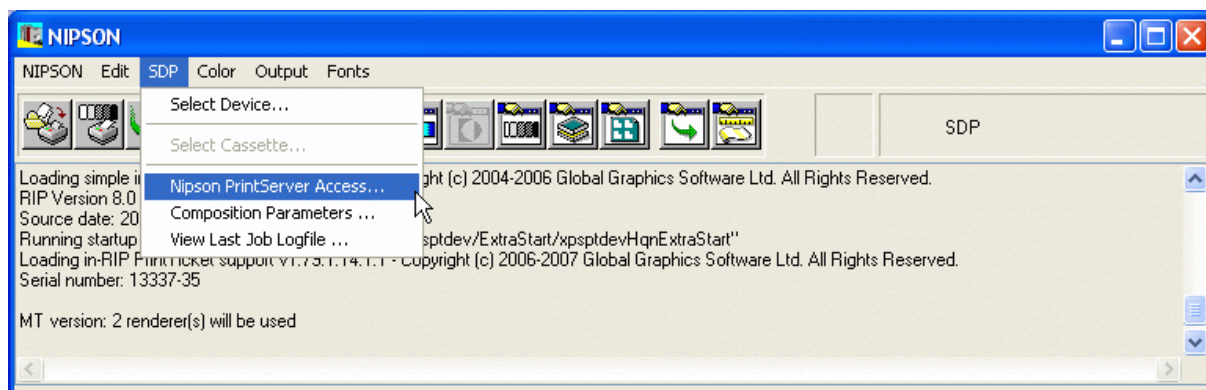 NIPSON
NIPSON Edit SDP Color Output Fonts
Select Device...
Select Cassette...
SDP
Nipson PrintServer Access...
Composition Parameters ...
View Last Job Logfile ...
Loading simple ght (c) 2004-2006 Global Graphics Software Ltd. All Rights Reserved.
RIP Version 8.0
Source date: 20
Running startup sptdev/ExtraStart/xpsptdevHqnExtraStart"
Loading in-RIP PrintTicket support v1.75.1.14.1.1 - Copyright (c) 2006-2007 Global Graphics Software Ltd. All Rights Reserved.
Serial number: 13337-35
MT version: 2 renderer(s) will be used